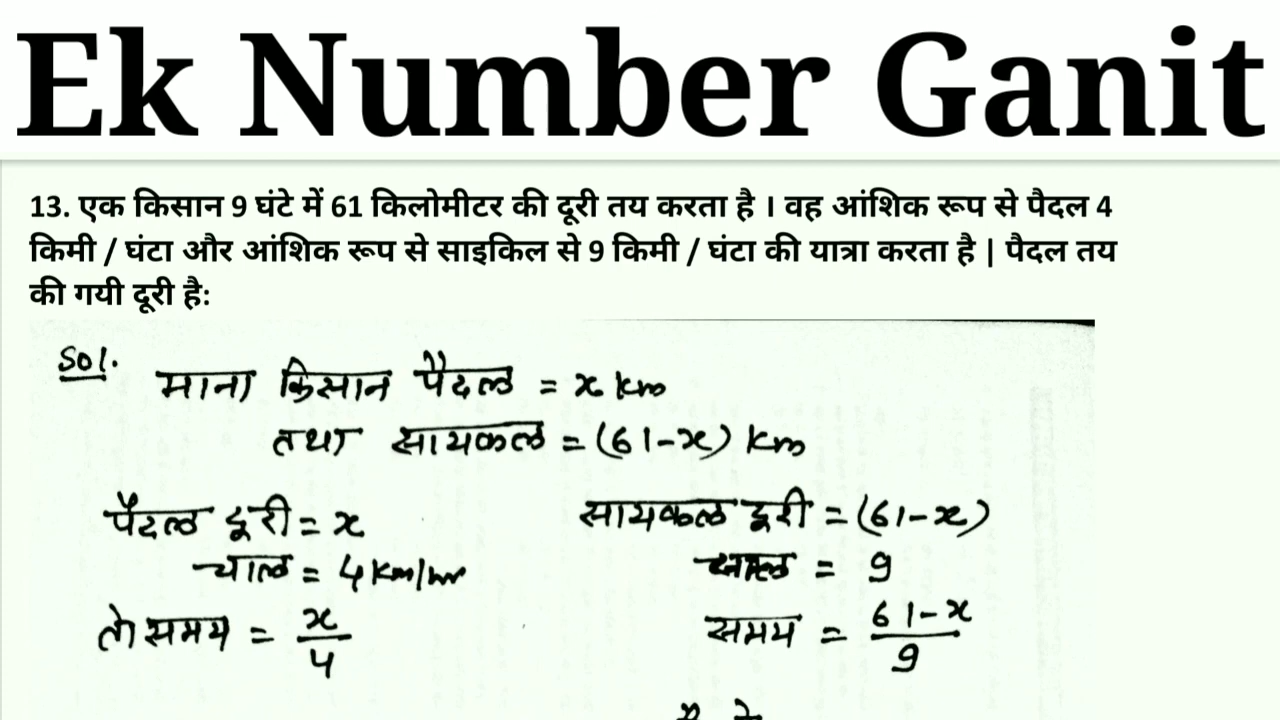 Ek Number Ganit
13. एक किसान 9 घंटे में 61 किलोमीटर की दूरी तय करता है । वह आंशिक रूप से पैदल 4
किमी / घंटा और आंशिक रूप से साइकिल से 9 किमी / घंटा की यात्रा करता है | पैदल तय
की गयी दूरी है:
Sol. माना किसान पैदल = x km
तथा सायकल = (61-x) km
पैदल दूरी = x
सायकल दूरी = (61-x)
चाल = 4 km/hr
चाल = 9
तो समय = x/4
समय = 61-x/9